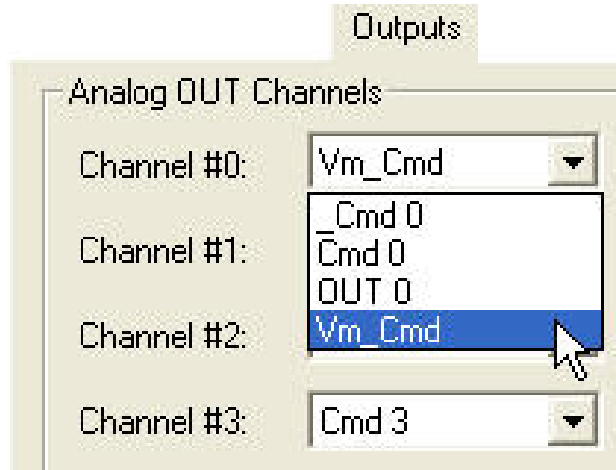 Outputs
Analog OUT Channels
Channel #0: Vm_Cmd
_Cmd 0
Channel #1: Cmd 0
OUT 0
Channel #2: Vm_Cmd
Channel #3: Cmd 3